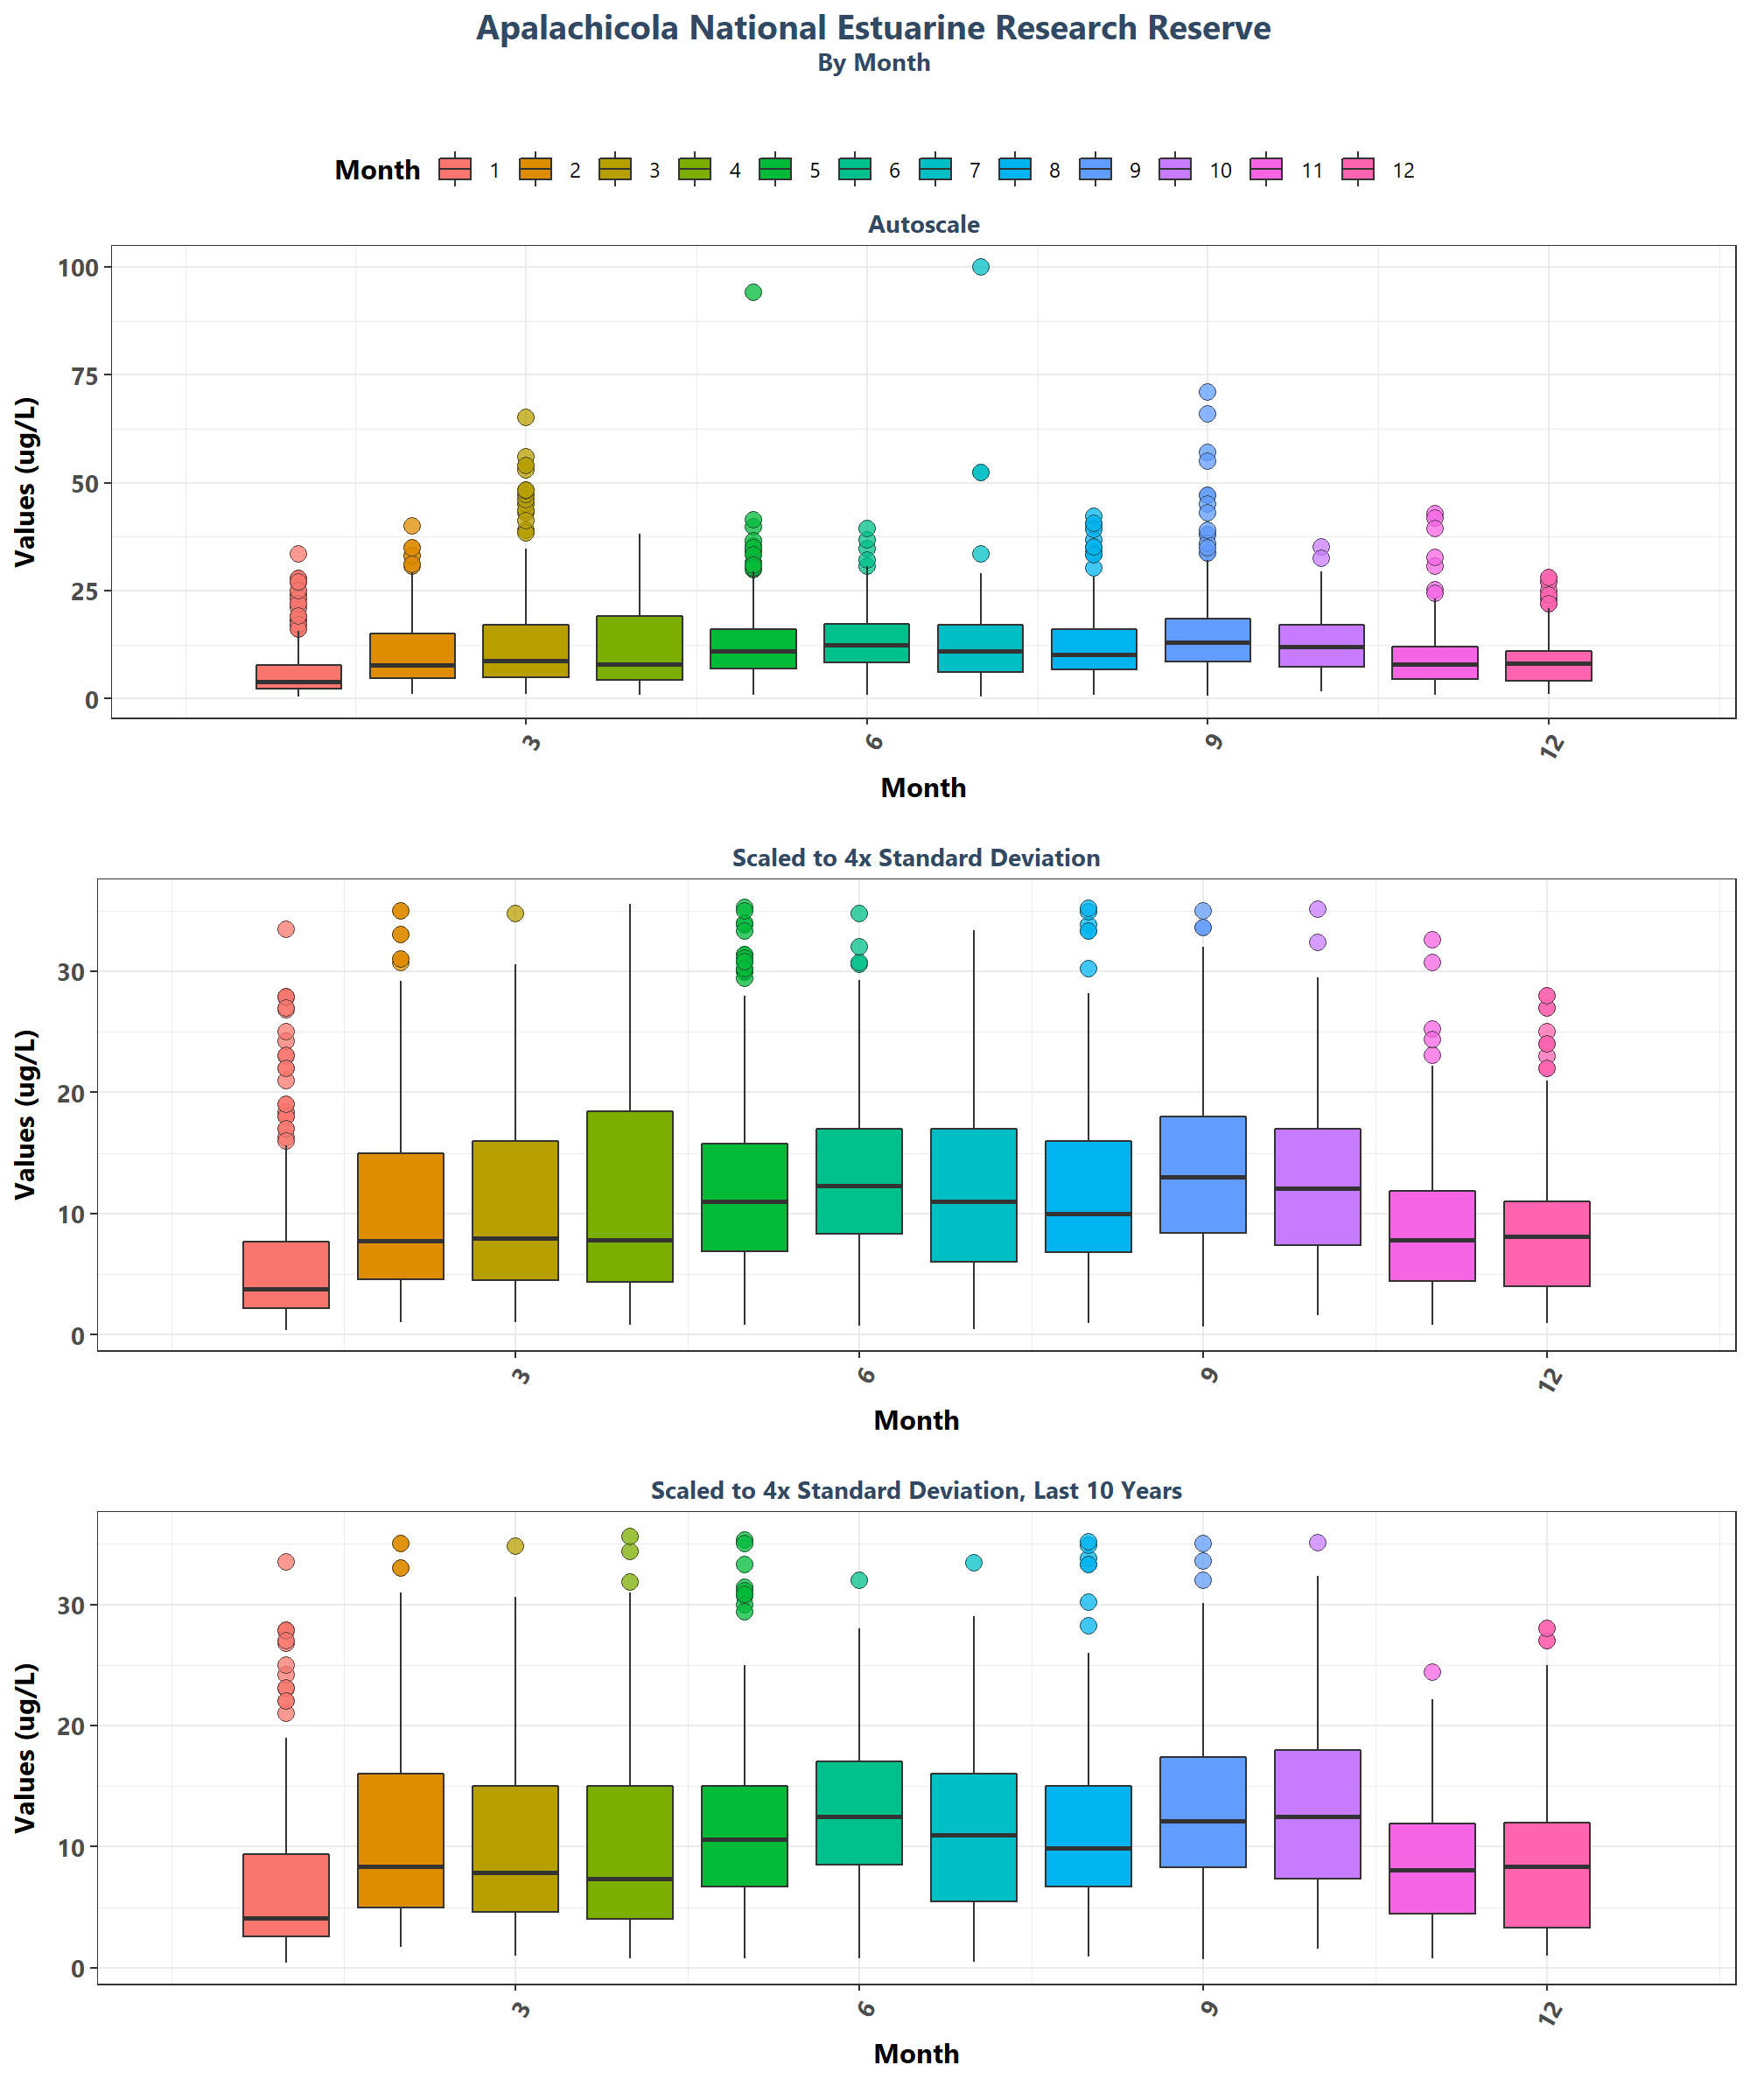 Apalachicola National Estuarine Research Reserve
By Month
Month 1 2 3 4 5 6 7 8 9 10 11 12
Autoscale
Values (ug/L)
100
75
50
25
0
3 6 9 12
Month
Scaled to 4x Standard Deviation
Values (ug/L)
30
20
10
0
3 6 9 12
Month
Scaled to 4x Standard Deviation, Last 10 Years
Values (ug/L)
30
20
10
0
3 6 9 12
Month